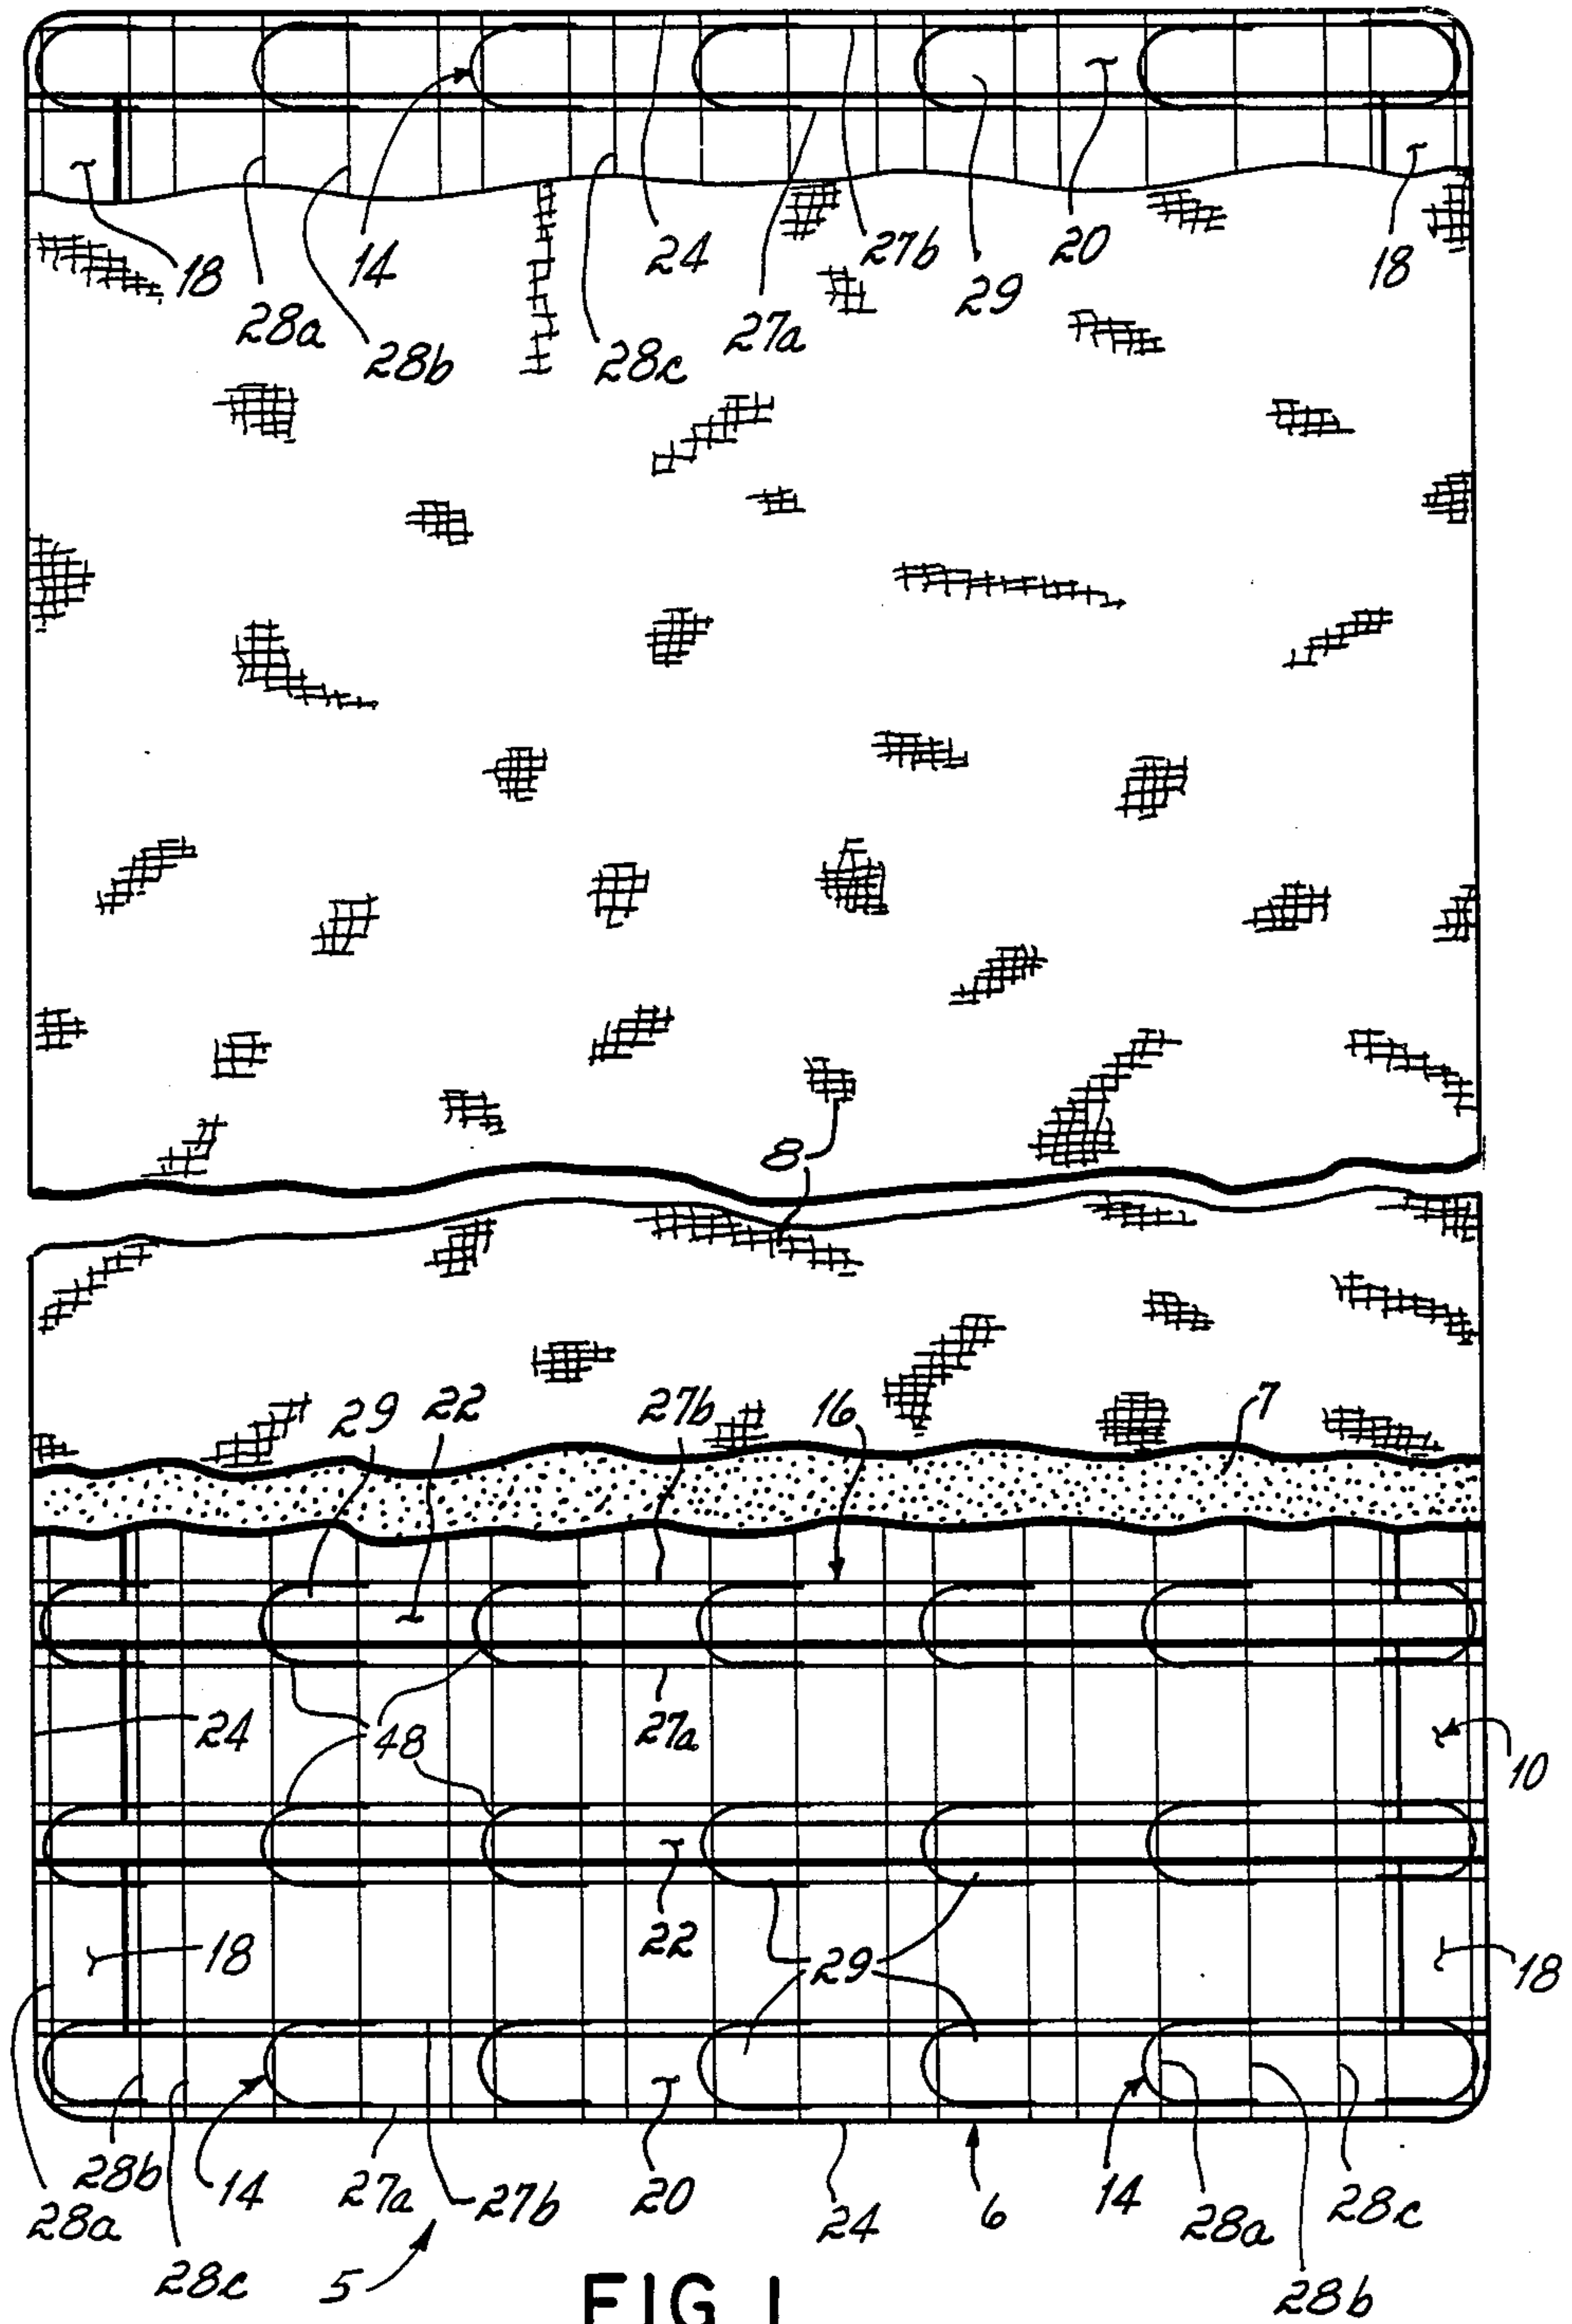 14 24 27b 20
18 29 18
28a 27a
28b 28c
8
29 22 27b 16 7
24 48 27a
10
22
18 29 18
28b 14 27a 27b 20 6 14 28c
28a 24 28a
28c 5 28b
FIG. 1